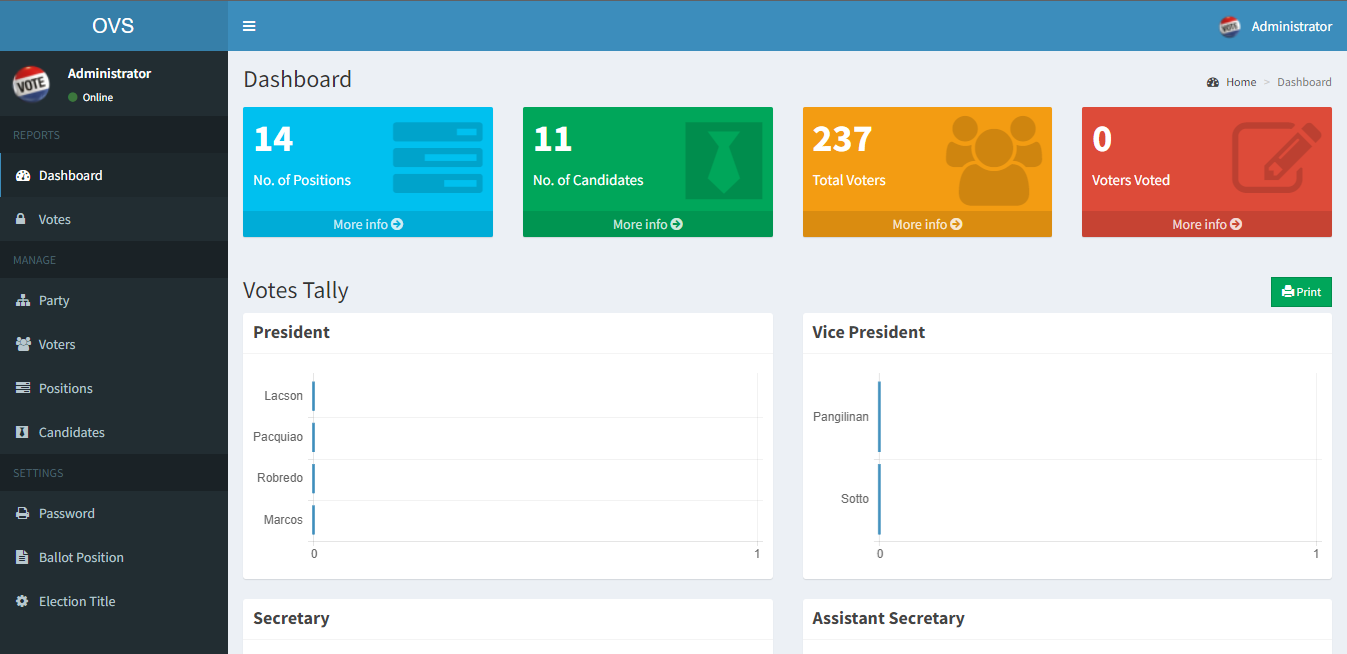 OVS
Administrator
VOTE
Administrator
Online
REPORTS
Dashboard
Votes
MANAGE
Party
Voters
Positions
Candidates
SETTINGS
Password
Ballot Position
Election Title
Dashboard
Home > Dashboard
14
No. of Positions
More info
11
No. of Candidates
More info
237
Total Voters
More info
0
Voters Voted
More info
Votes Tally
Print
President
Lacson
Pacquiao
Robredo
Marcos
0 1
Vice President
Pangilinan
Sotto
0 1
Secretary
Assistant Secretary